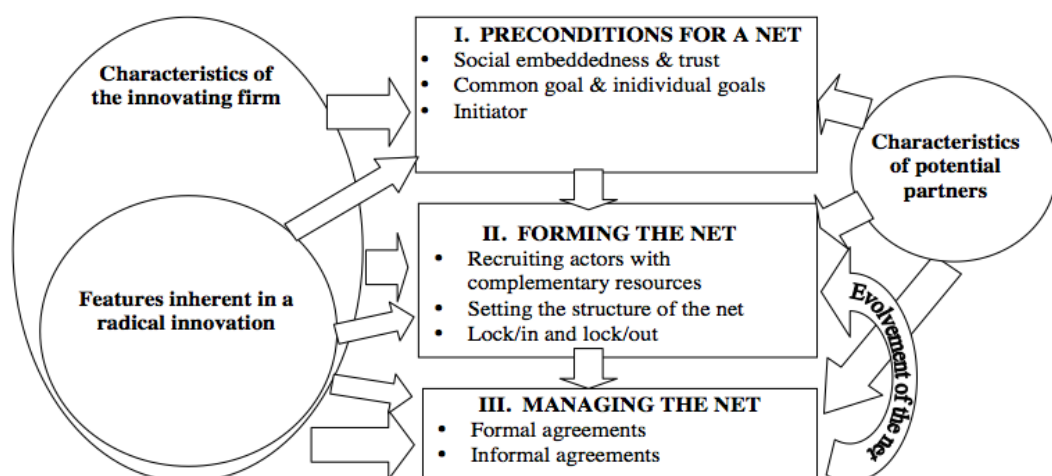 Characteristics of
the innovating firm
Features inherent in a
radical innovation
I. PRECONDITIONS FOR A NET
• Social embeddedness & trust
• Common goal & inidividual goals
• Initiator
II. FORMING THE NET
• Recruiting actors with
complementary resources
• Setting the structure of the net
• Lock/in and lock/out
III. MANAGING THE NET
• Formal agreements
• Informal agreements
Characteristics
of potential
partners
Evolvement of the net